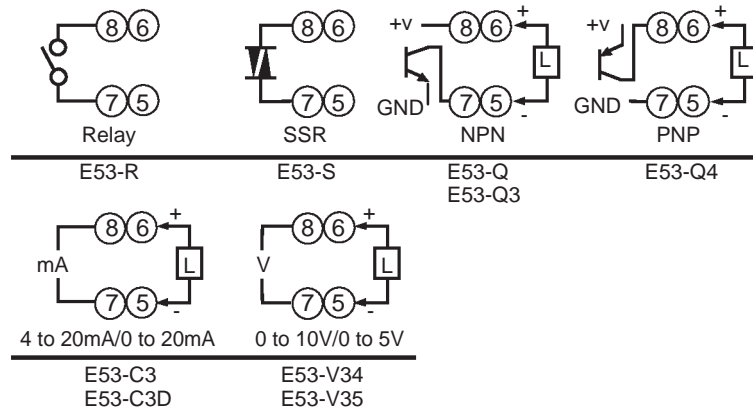 8 6 8 6 +v 8 6 + +v 8 6 +
L L
7 5 7 5 GND 7 5 - GND 7 5 -
Relay SSR NPN PNP
E53-R E53-S E53-Q E53-Q4
E53-Q3
8 6 + 8 6 +
mA L V L
7 5 - 7 5 -
4 to 20mA/0 to 20mA 0 to 10V/0 to 5V
E53-C3 E53-V34
E53-C3D E53-V35